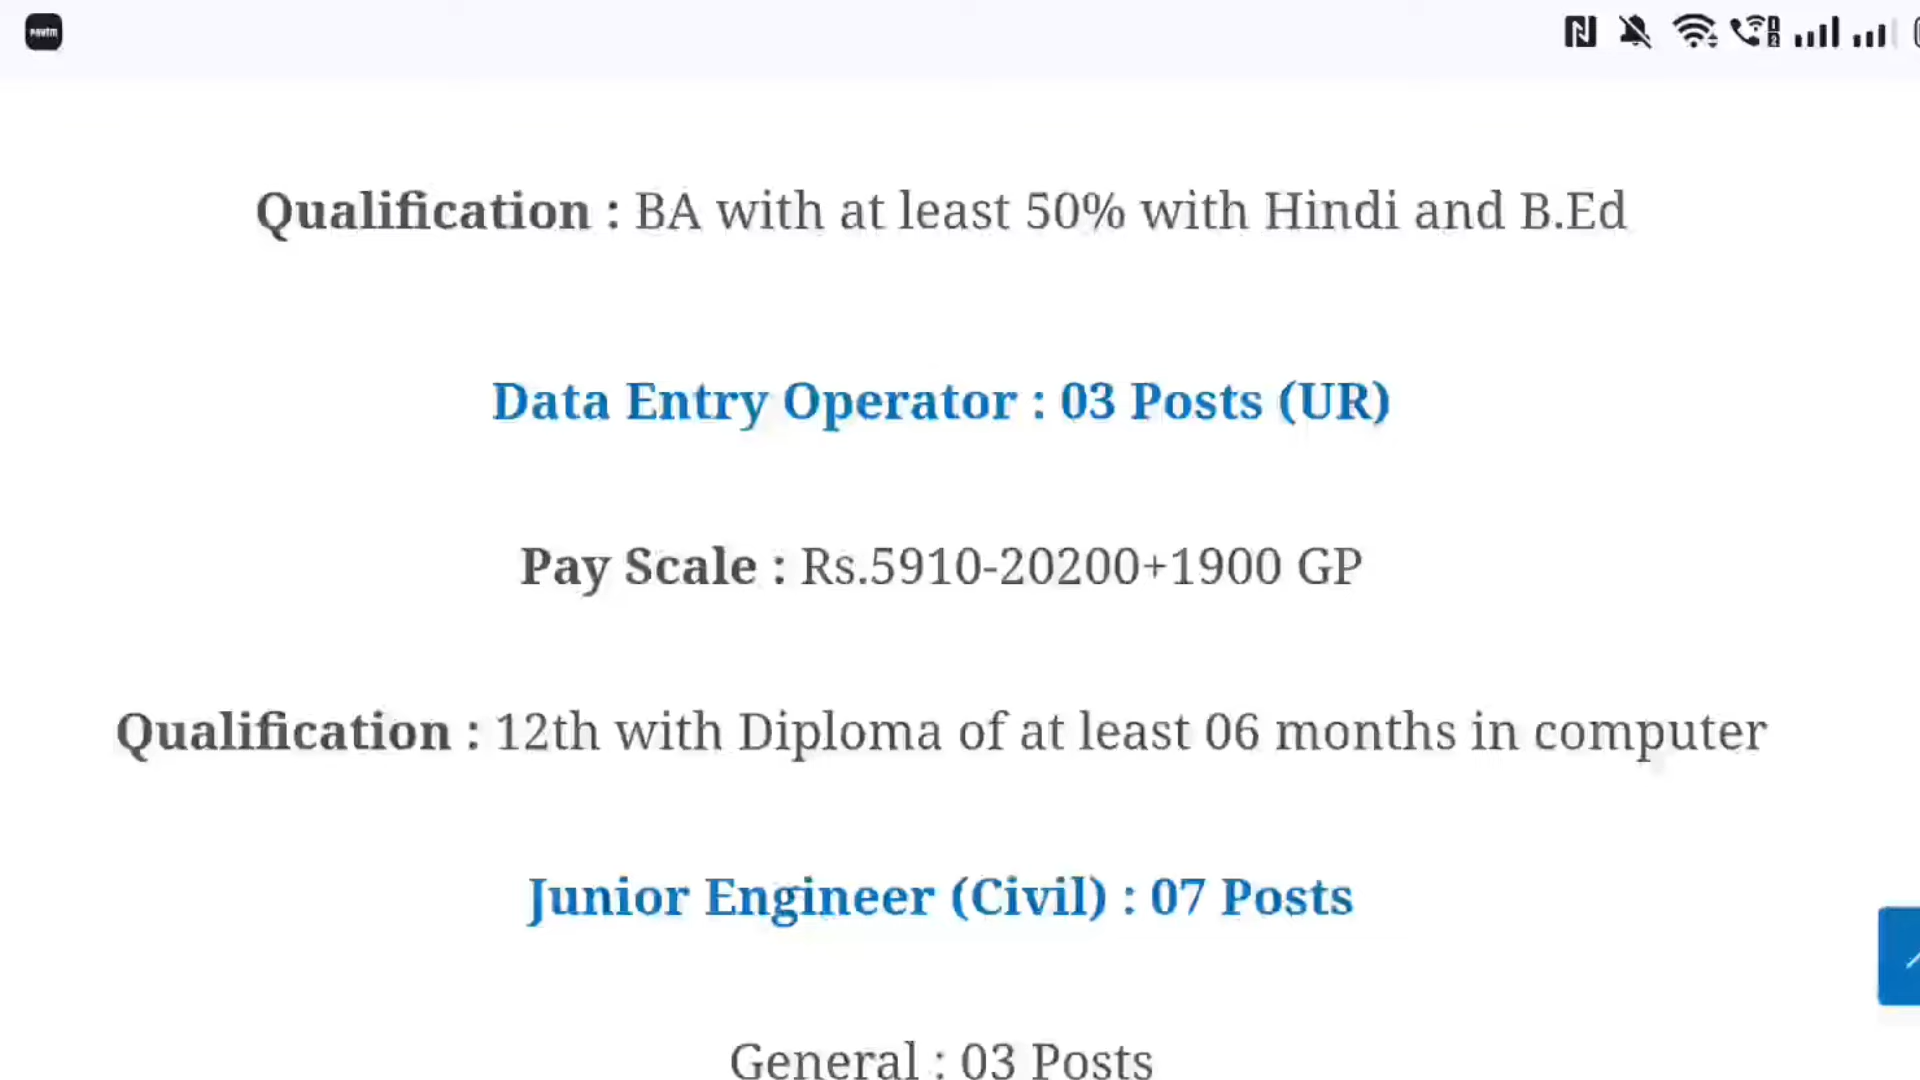 paytm
Qualification : BA with at least 50% with Hindi and B.Ed
Data Entry Operator : 03 Posts (UR)
Pay Scale : Rs.5910-20200+1900 GP
Qualification : 12th with Diploma of at least 06 months in computer
Junior Engineer (Civil) : 07 Posts
General : 03 Posts